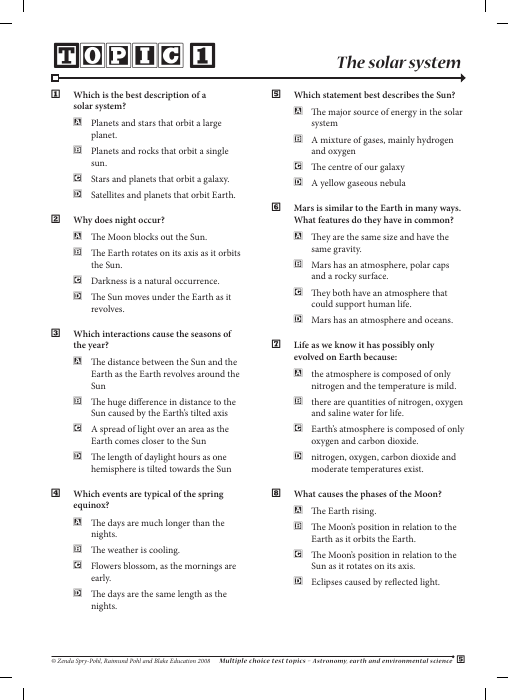 TOPIC 1
The solar system
1 Which is the best description of a
solar system?
A Planets and stars that orbit a large
planet.
B Planets and rocks that orbit a single
sun.
C Stars and planets that orbit a galaxy.
D Satellites and planets that orbit Earth.
2 Why does night occur?
A The Moon blocks out the Sun.
B The Earth rotates on its axis as it orbits
the Sun.
C Darkness is a natural occurrence.
D The Sun moves under the Earth as it
revolves.
3 Which interactions cause the seasons of
the year?
A The distance between the Sun and the
Earth as the Earth revolves around the
Sun
B The huge difference in distance to the
Sun caused by the Earth's tilted axis
C A spread of light over an area as the
Earth comes closer to the Sun
D The length of daylight hours as one
hemisphere is tilted towards the Sun
4 Which events are typical of the spring
equinox?
A The days are much longer than the
nights.
B The weather is cooling.
C Flowers blossom, as the mornings are
early.
D The days are the same length as the
nights.
5 Which statement best describes the Sun?
A The major source of energy in the solar
system
B A mixture of gases, mainly hydrogen
and oxygen
C The centre of our galaxy
D A yellow gaseous nebula
6 Mars is similar to the Earth in many ways.
What features do they have in common?
A They are the same size and have the
same gravity.
B Mars has an atmosphere, polar caps
and a rocky surface.
C They both have an atmosphere that
could support human life.
D Mars has an atmosphere and oceans.
7 Life as we know it has possibly only
evolved on Earth because:
A the atmosphere is composed of only
nitrogen and the temperature is mild.
B there are quantities of nitrogen, oxygen
and saline water for life.
C Earth's atmosphere is composed of only
oxygen and carbon dioxide.
D nitrogen, oxygen, carbon dioxide and
moderate temperatures exist.
8 What causes the phases of the Moon?
A The Earth rising.
B The Moon's position in relation to the
Earth as it orbits the Earth.
C The Moon's position in relation to the
Sun as it rotates on its axis.
D Eclipses caused by reflected light.
© Zenda Spry-Pohl, Raimund Pohl and Blake Education 2008 Multiple choice test topics – Astronomy, earth and environmental science 9